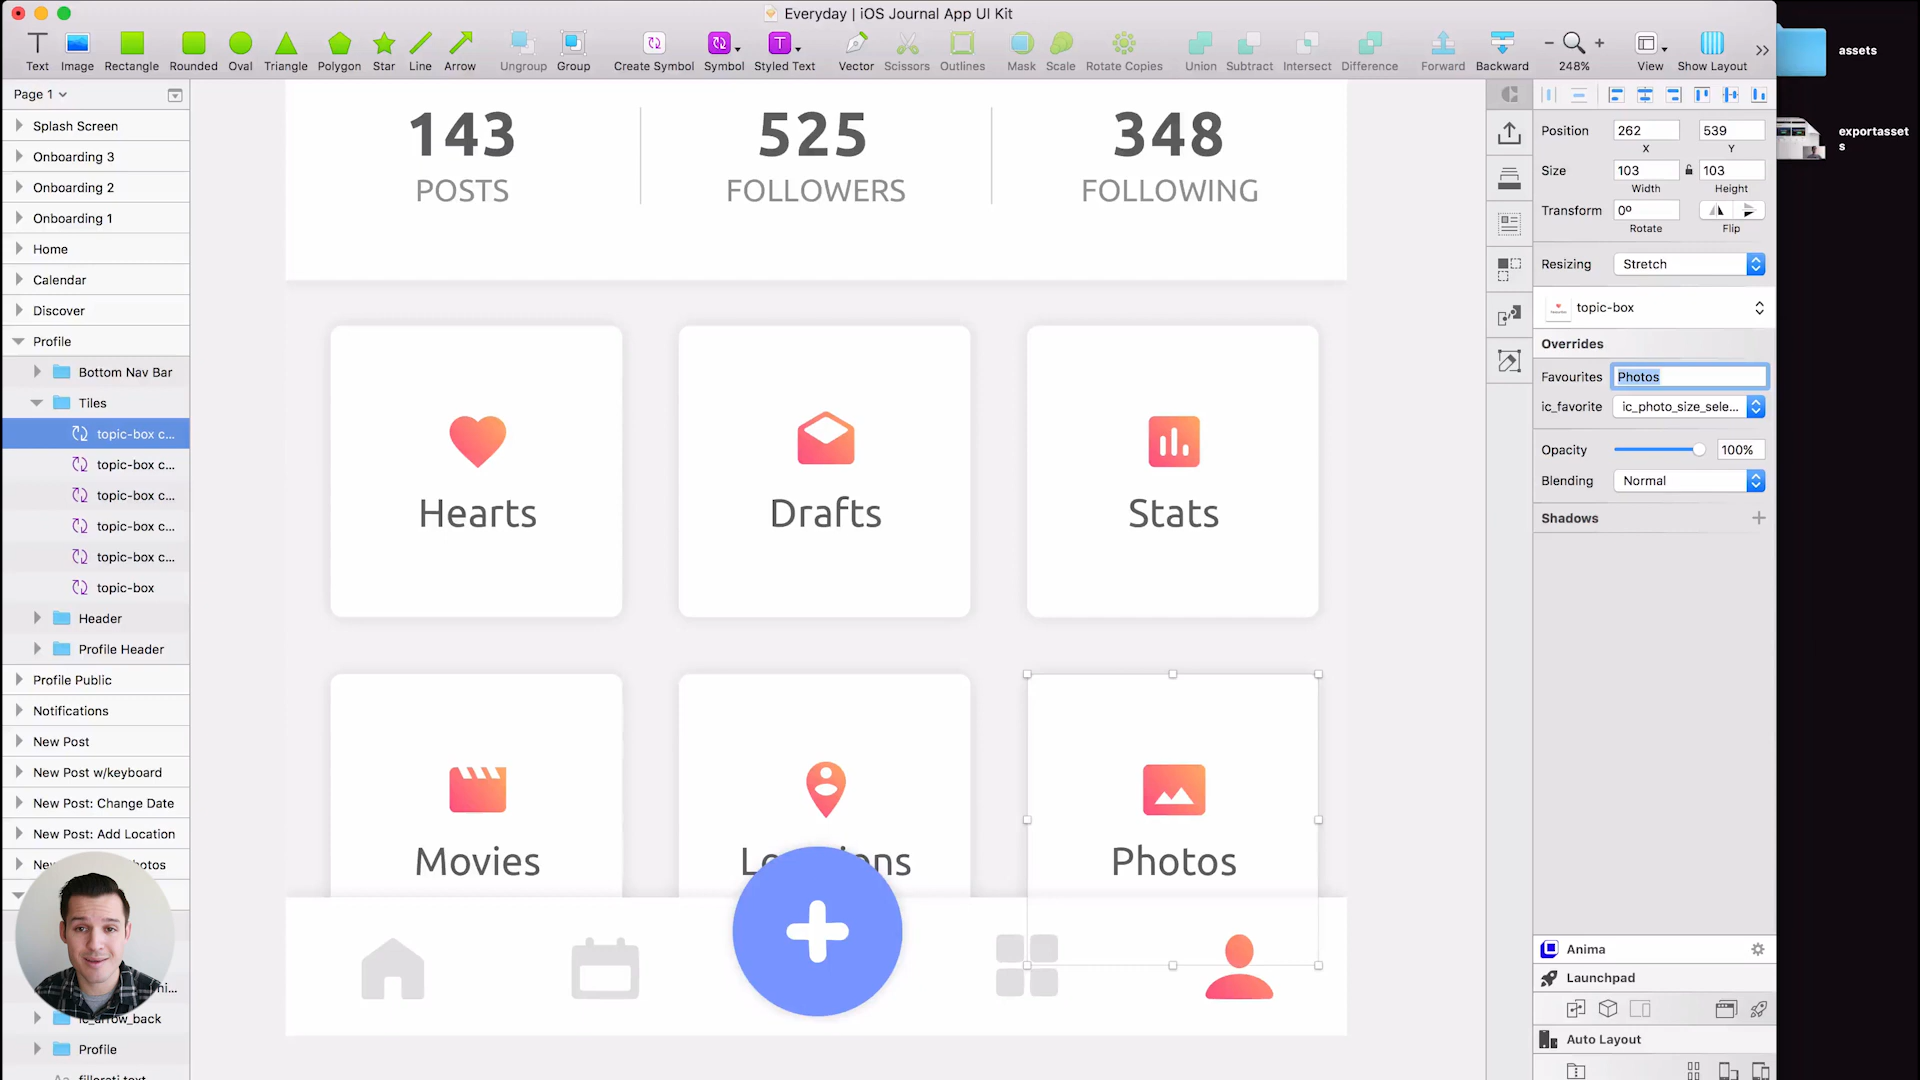 Everyday | iOS Journal App UI Kit
Text Image Rectangle Rounded Oval Triangle Polygon Star Line Arrow Ungroup Group Create Symbol Symbol Styled Text Vector Scissors Outlines Mask Scale Rotate Copies Union Subtract Intersect Difference Forward Backward 248% View Show Layout
assets
exportasset
s
Page 1
Splash Screen
Onboarding 3
Onboarding 2
Onboarding 1
Home
Calendar
Discover
Profile
Bottom Nav Bar
Tiles
topic-box c...
topic-box c...
topic-box c...
topic-box c...
topic-box c...
topic-box
Header
Profile Header
Profile Public
Notifications
New Post
New Post w/keyboard
New Post: Change Date
New Post: Add Location
ic_arrow_back
Profile
143 525 348
POSTS FOLLOWERS FOLLOWING
Hearts Drafts Stats
Movies Photos
Position 262 539
X Y
Size 103 103
Width Height
Transform 0º
Rotate Flip
Resizing Stretch
topic-box
Overrides
Favourites Photos
ic_favorite ic_photo_size_sele...
Opacity 100%
Blending Normal
Shadows
Anima
Launchpad
Auto Layout